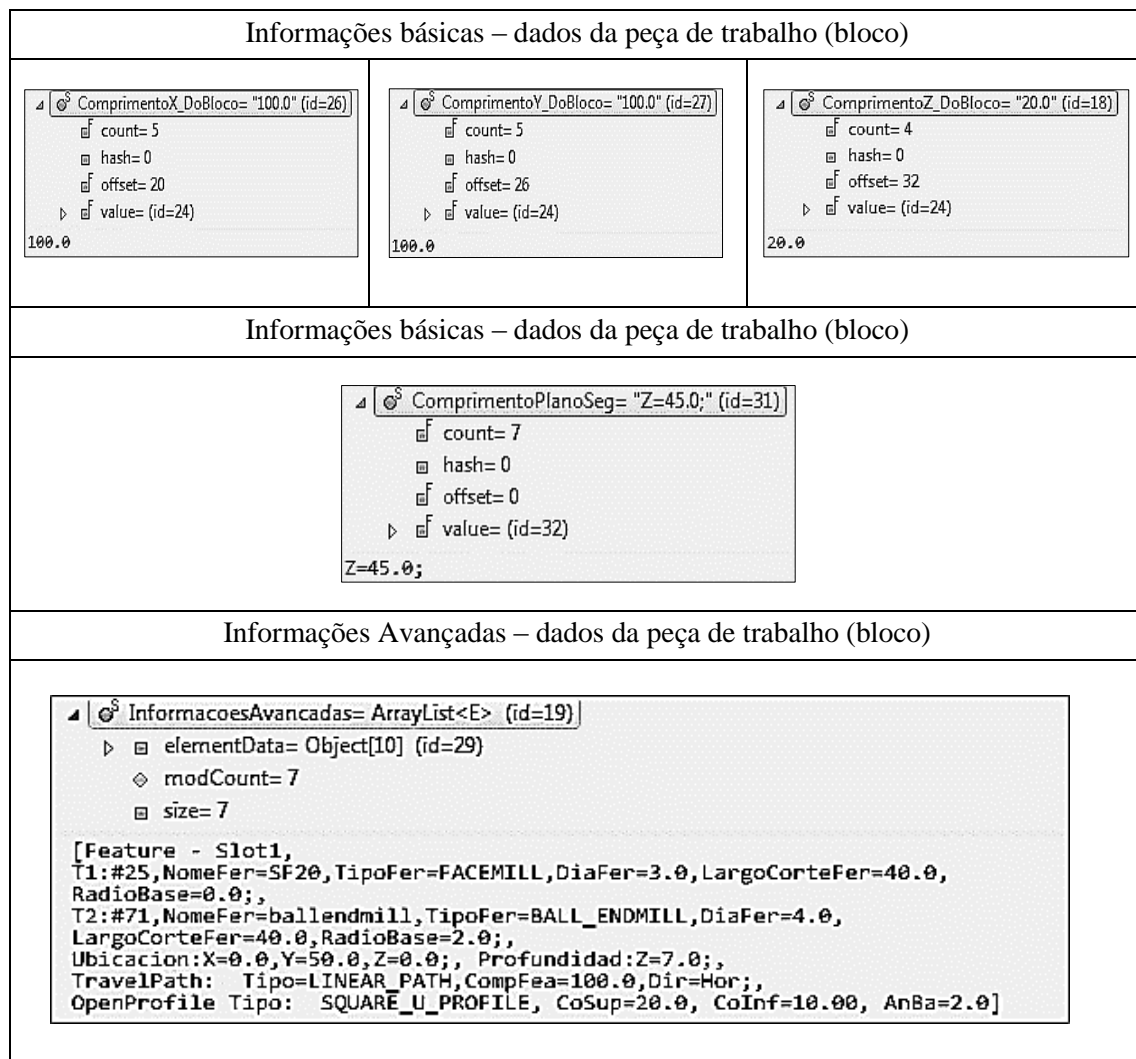 Informações básicas – dados da peça de trabalho (bloco)
ComprimentoX_DoBloco= "100.0" (id=26)
count= 5
hash= 0
offset= 20
value= (id=24)
100.0
ComprimentoY_DoBloco= "100.0" (id=27)
count= 5
hash= 0
offset= 26
value= (id=24)
100.0
ComprimentoZ_DoBloco= "20.0" (id=18)
count= 4
hash= 0
offset= 32
value= (id=24)
20.0
Informações básicas – dados da peça de trabalho (bloco)
ComprimentoPlanoSeg= "Z=45.0;" (id=31)
count= 7
hash= 0
offset= 0
value= (id=32)
Z=45.0;
Informações Avançadas – dados da peça de trabalho (bloco)
InformacoesAvancadas= ArrayList<E> (id=19)
elementData= Object[10] (id=29)
modCount= 7
size= 7
[Feature - Slot1,
T1:#25,NomeFer=SF20,TipoFer=FACEMILL,DiaFer=3.0,LargoCorteFer=40.0,
RadioBase=0.0;,
T2:#71,NomeFer=ballendmill,TipoFer=BALL_ENDMILL,DiaFer=4.0,
LargoCorteFer=40.0,RadioBase=2.0;,
Ubicacion:X=0.0,Y=50.0,Z=0.0;, Profundidad:Z=7.0;,
TravelPath: Tipo=LINEAR_PATH,CompFea=100.0,Dir=Hor;,
OpenProfile Tipo: SQUARE_U_PROFILE, CoSup=20.0, CoInf=10.00, AnBa=2.0]